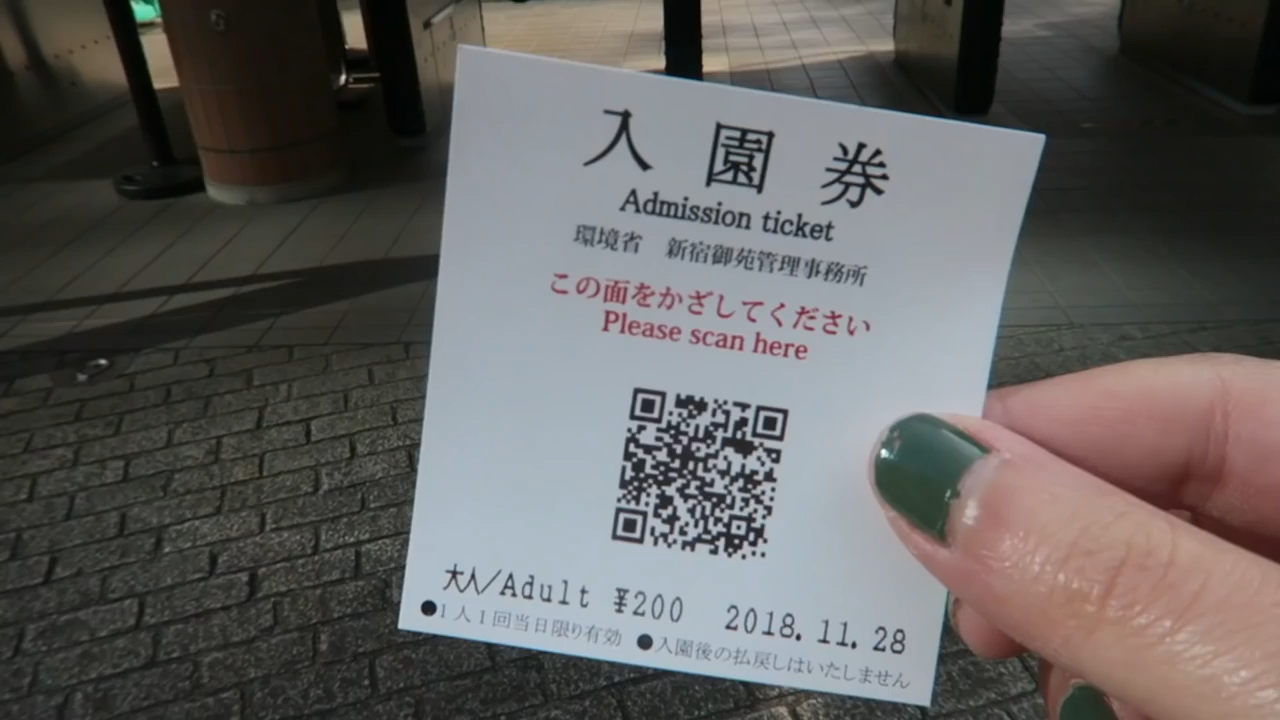 入園券
Admission ticket
環境省 新宿御苑管理事務所
この面をかざしてください
Please scan here
大人/Adult ¥200 2018.11.28
●1人1回当日限り有効 ●入園後の払戻しはいたしません